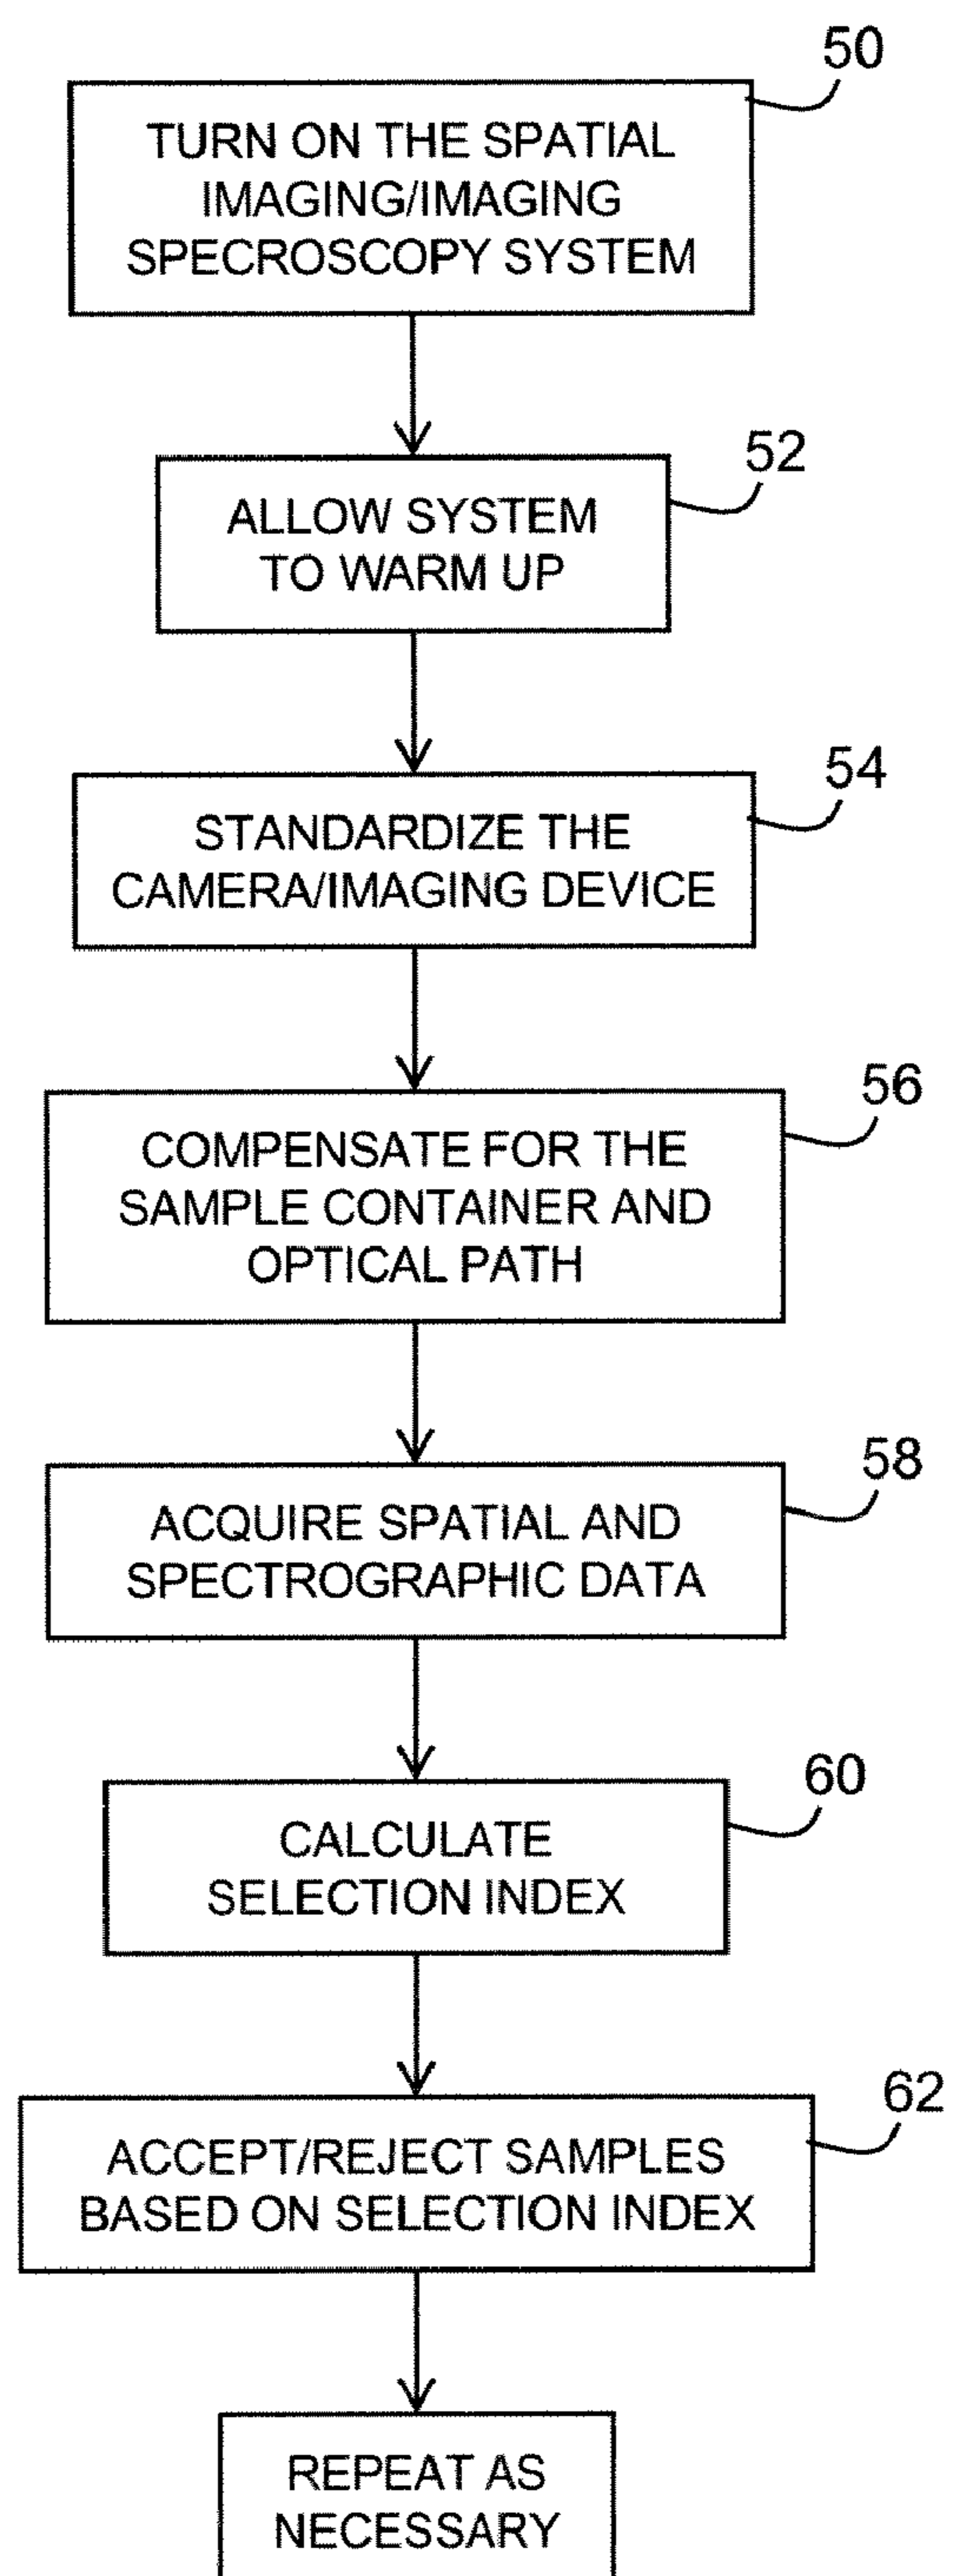 50
TURN ON THE SPATIAL
IMAGING/IMAGING
SPECROSCOPY SYSTEM
52
ALLOW SYSTEM
TO WARM UP
54
STANDARDIZE THE
CAMERA/IMAGING DEVICE
56
COMPENSATE FOR THE
SAMPLE CONTAINER AND
OPTICAL PATH
58
ACQUIRE SPATIAL AND
SPECTROGRAPHIC DATA
60
CALCULATE
SELECTION INDEX
62
ACCEPT/REJECT SAMPLES
BASED ON SELECTION INDEX
REPEAT AS
NECESSARY